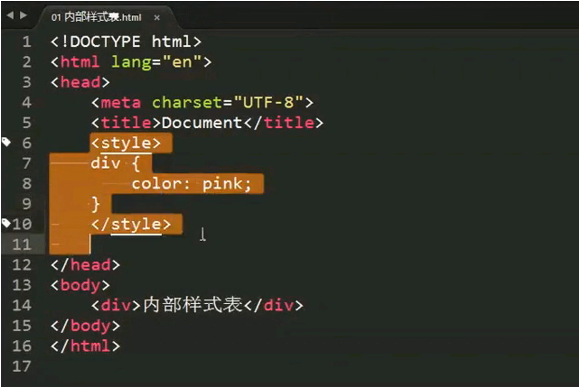 01 内部样式表.html ×
1 <!DOCTYPE html>
2 <html lang="en">
3 <head>
4     <meta charset="UTF-8">
5     <title>Document</title>
6     <style>
7     div {
8         color: pink;
9     }
10     </style>
11
12 </head>
13 <body>
14     <div>内部样式表</div>
15 </body>
16 </html>
17